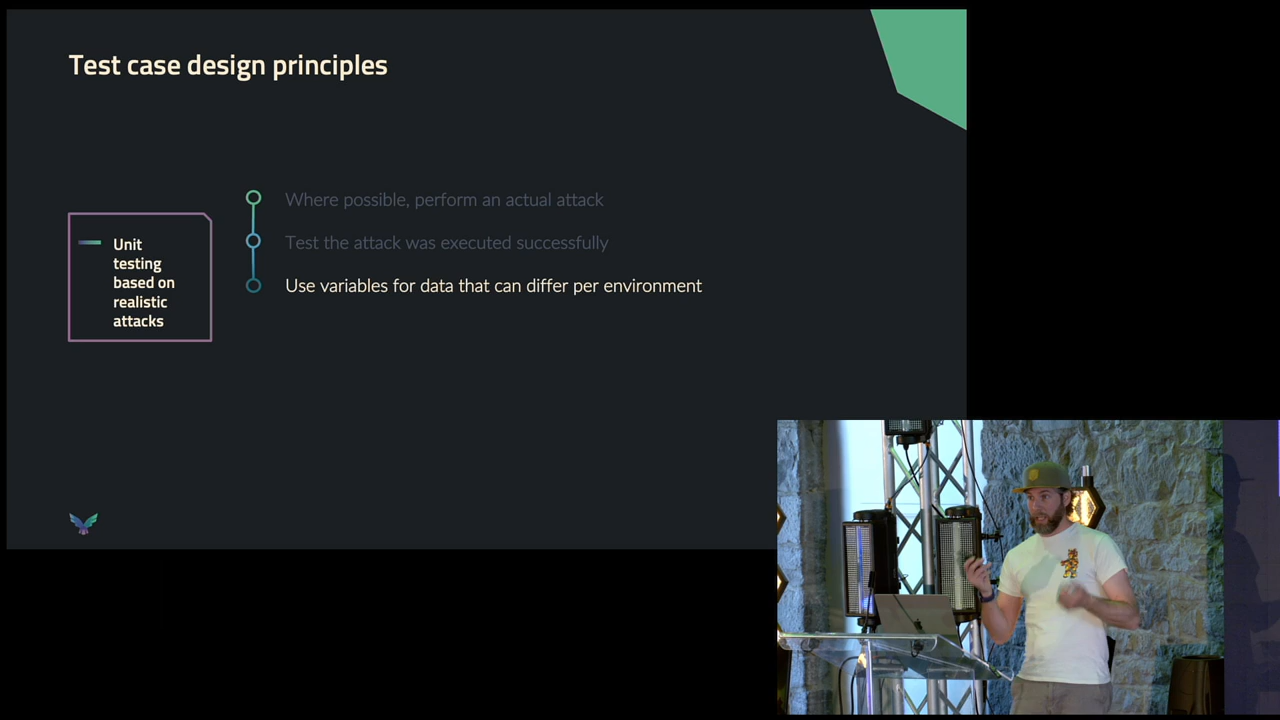 Test case design principles
Unit
testing
based on
realistic
attacks
Where possible, perform an actual attack
Test the attack was executed successfully
Use variables for data that can differ per environment